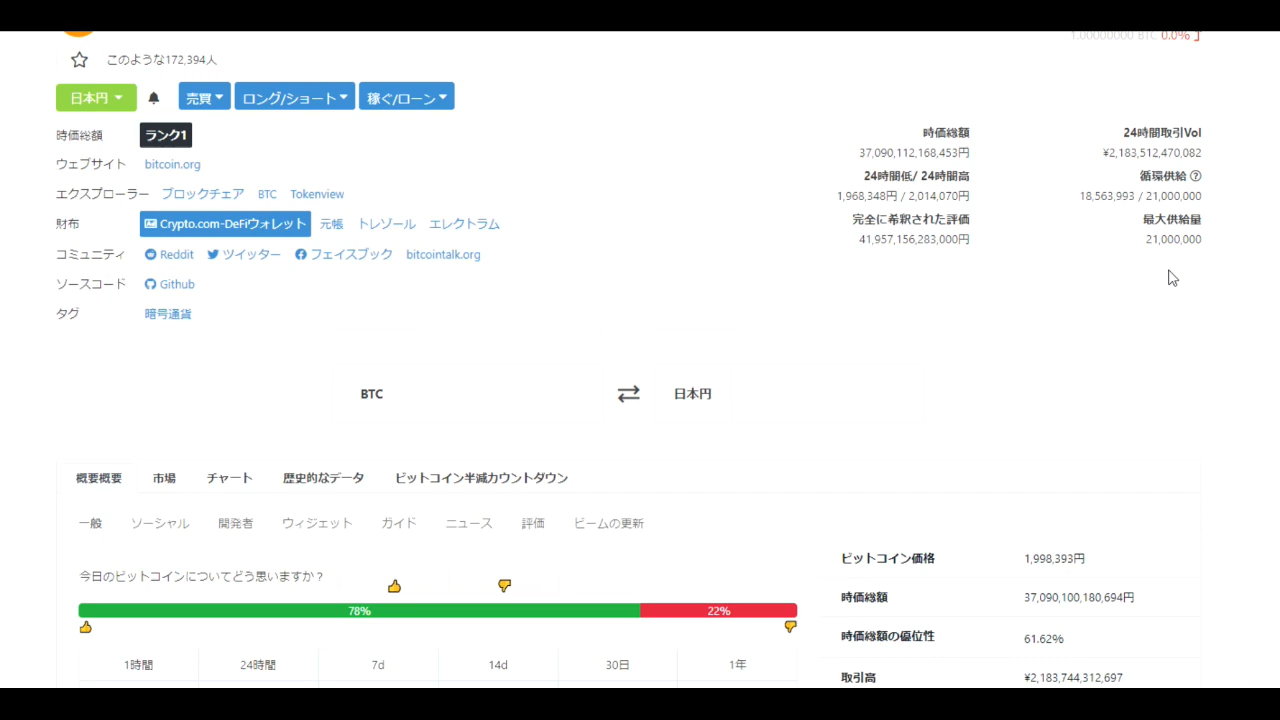 1.00000000 BTC 0.0%
このような172,394人
日本円
売買
ロング/ショート
稼ぐ/ローン
時価総額 ランク1
ウェブサイト bitcoin.org
エクスプローラー ブロックチェア BTC Tokenview
財布 Crypto.com-DeFiウォレット 元帳 トレゾール エレクトラム
コミュニティ Reddit ツイッター フェイスブック bitcointalk.org
ソースコード Github
タグ 暗号通貨
時価総額 24時間取引Vol
37,090,112,168,453円 ¥2,183,512,470,082
24時間低/ 24時間高 循環供給
1,968,348円 / 2,014,070円 18,563,993 / 21,000,000
完全に希釈された評価 最大供給量
41,957,156,283,000円 21,000,000
BTC 日本円
概要概要 市場 チャート 歴史的なデータ ビットコイン半減カウントダウン
一般 ソーシャル 開発者 ウィジェット ガイド ニュース 評価 ビームの更新
今日のビットコインについてどう思いますか？
78% 22%
1時間 24時間 7d 14d 30日 1年
ビットコイン価格 1,998,393円
時価総額 37,090,100,180,694円
時価総額の優位性 61.62%
取引高 ¥2,183,744,312,697